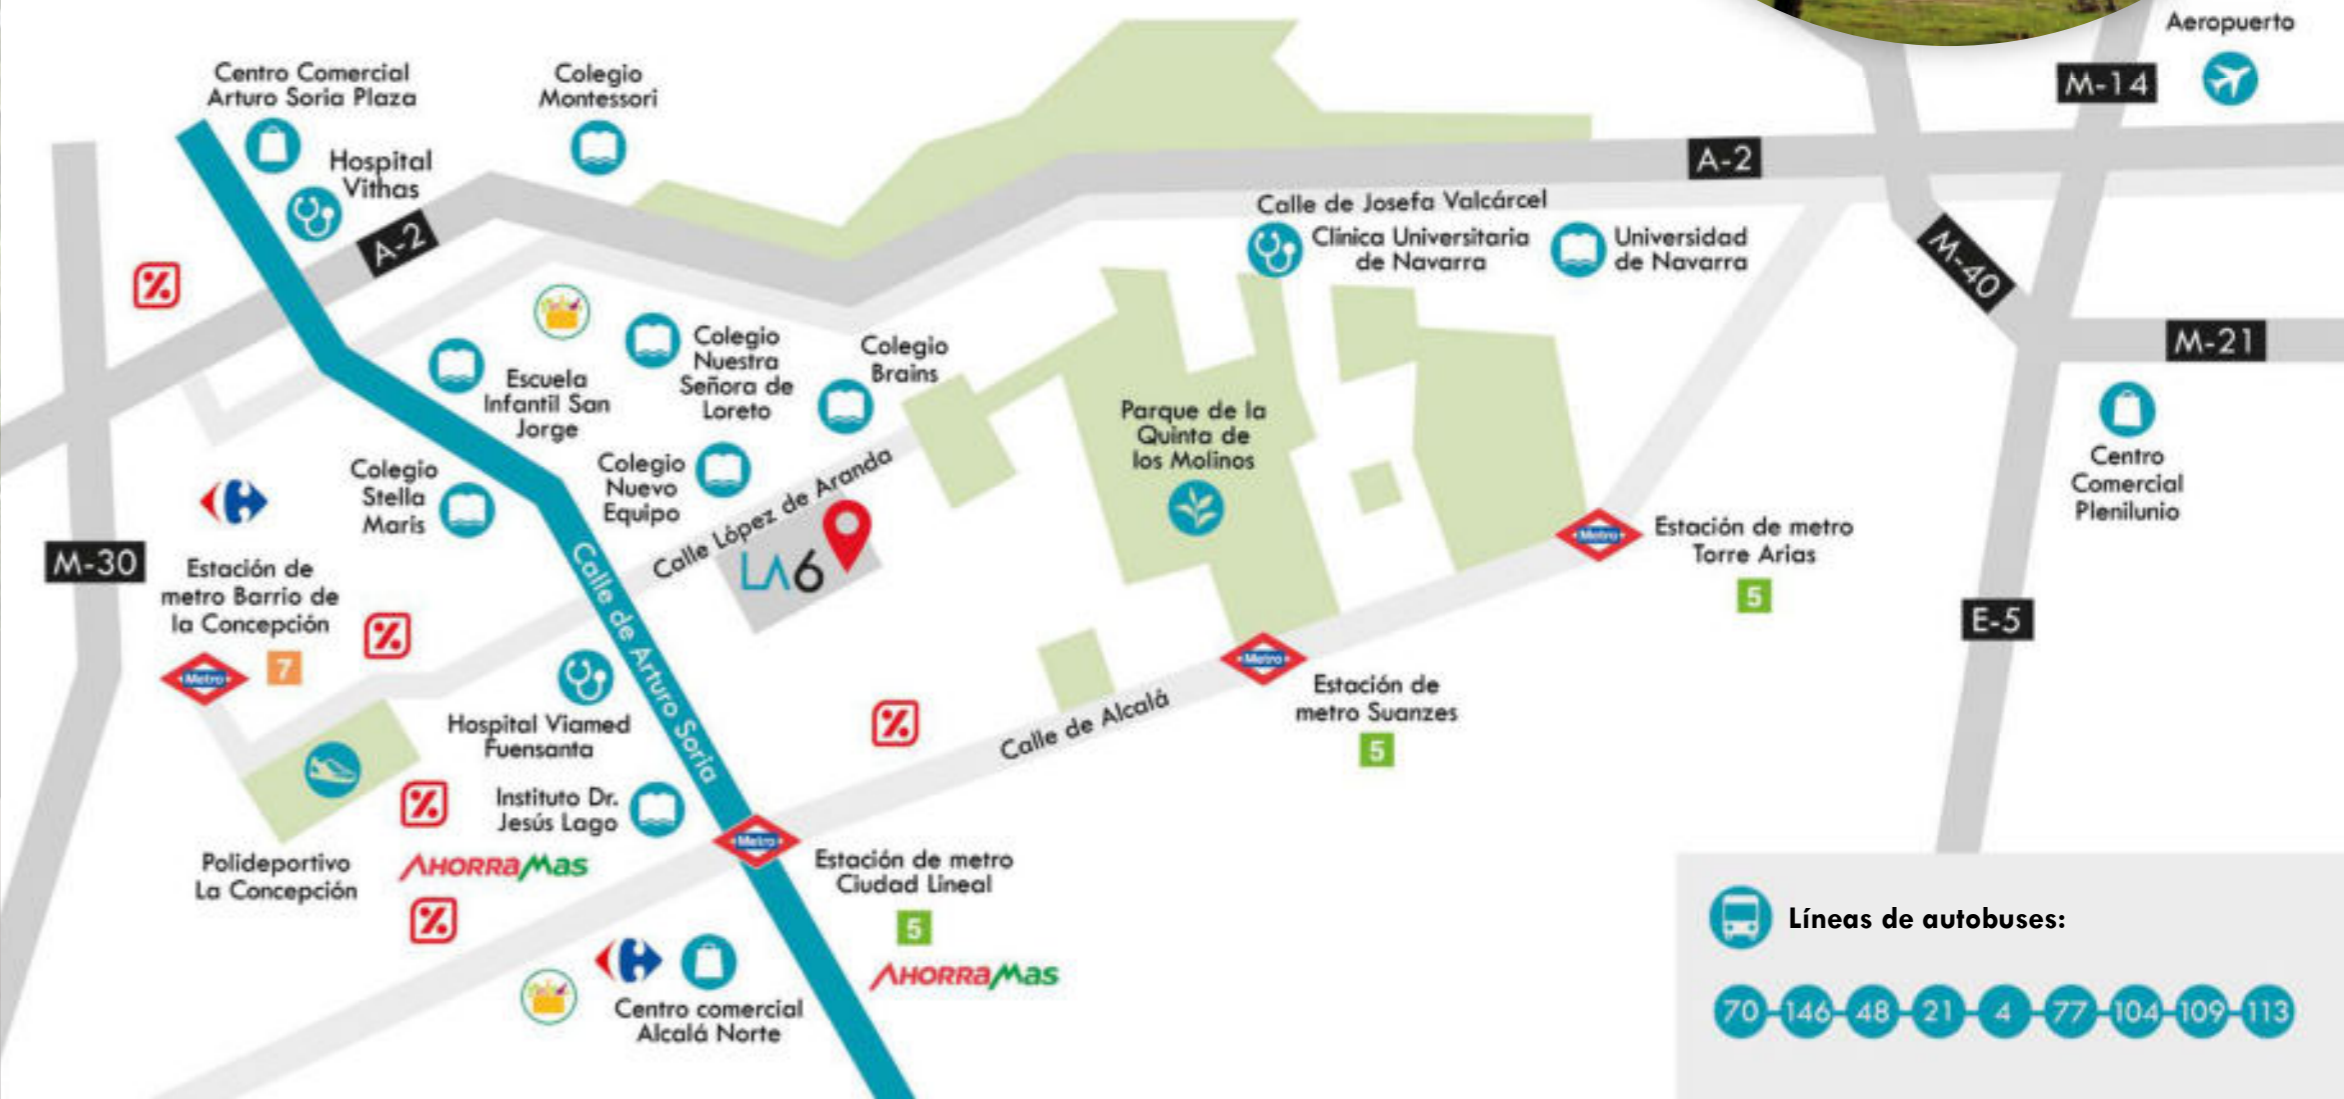 Aeropuerto
M-14
Centro Comercial
Arturo Soria Plaza
Colegio
Montessori
Hospital
Vithas
A-2
A-2
Calle de Josefa Valcárcel
Clínica Universitaria
de Navarra
Universidad
de Navarra
M-40
M-21
Colegio
Nuestra
Señora de
Loreto
Colegio
Brains
Escuela
Infantil San
Jorge
Parque de la
Quinta de
los Molinos
Centro
Comercial
Plenilunio
Colegio
Stella
Maris
Colegio
Nuevo
Equipo
Calle López de Aranda
LA6
M-30
Estación de
metro Barrio de
la Concepción
Metro
7
Calle de Arturo Soria
Metro
Estación de metro
Torre Arias
5
E-5
Metro
Estación de
metro Suanzes
5
Calle de Alcalá
Hospital Viamed
Fuensanta
Instituto Dr.
Jesús Lago
Polideportivo
La Concepción
AHORRAMAS
Metro
Estación de metro
Ciudad Lineal
5
AHORRAMAS
Centro comercial
Alcalá Norte
Líneas de autobuses:
70-146-48-21-4-77-104-109-113